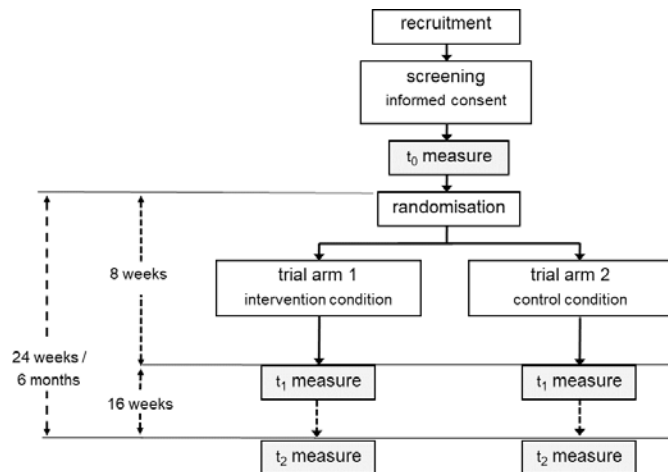 recruitment
screening
informed consent
t₀ measure
randomisation
8 weeks
trial arm 1
intervention condition
trial arm 2
control condition
24 weeks /
6 months
t₁ measure
t₁ measure
16 weeks
t₂ measure
t₂ measure